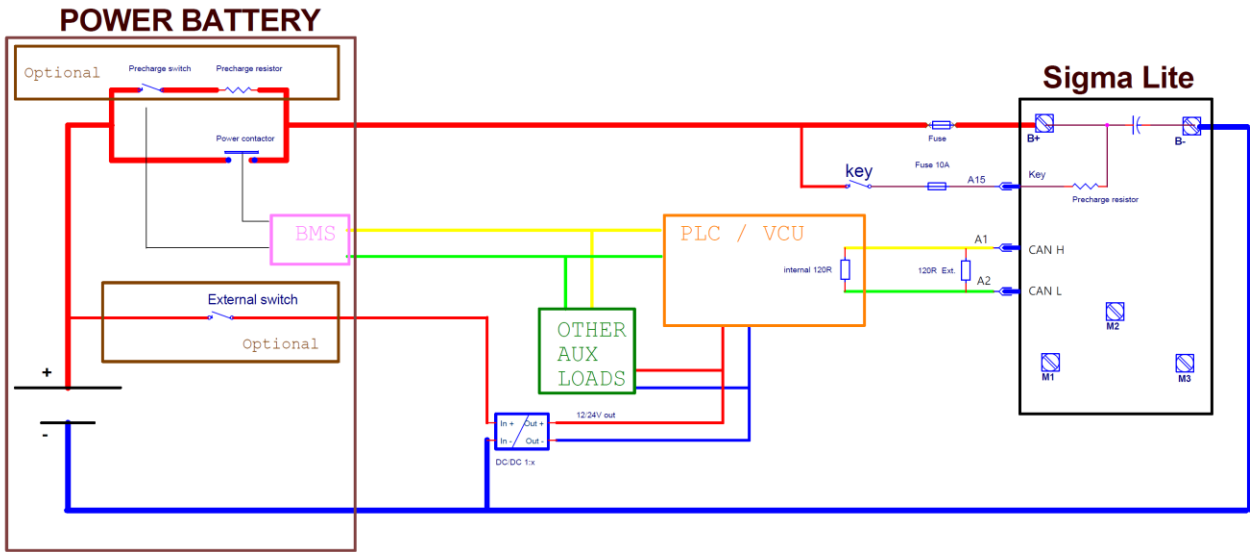 POWER BATTERY
Optional
Precharge switch
Precharge resistor
Power contactor
Sigma Lite
Fuse
B+
B-
key
Fuse 10A
A15
Key
Precharge resistor
BMS
PLC / VCU
internal 120R
120R Ext.
A1
CAN H
A2
CAN L
M2
M1
M3
External switch
Optional
OTHER
AUX
LOADS
+
-
12/24V out
In +
Out +
In -
Out -
DC/DC 1:x